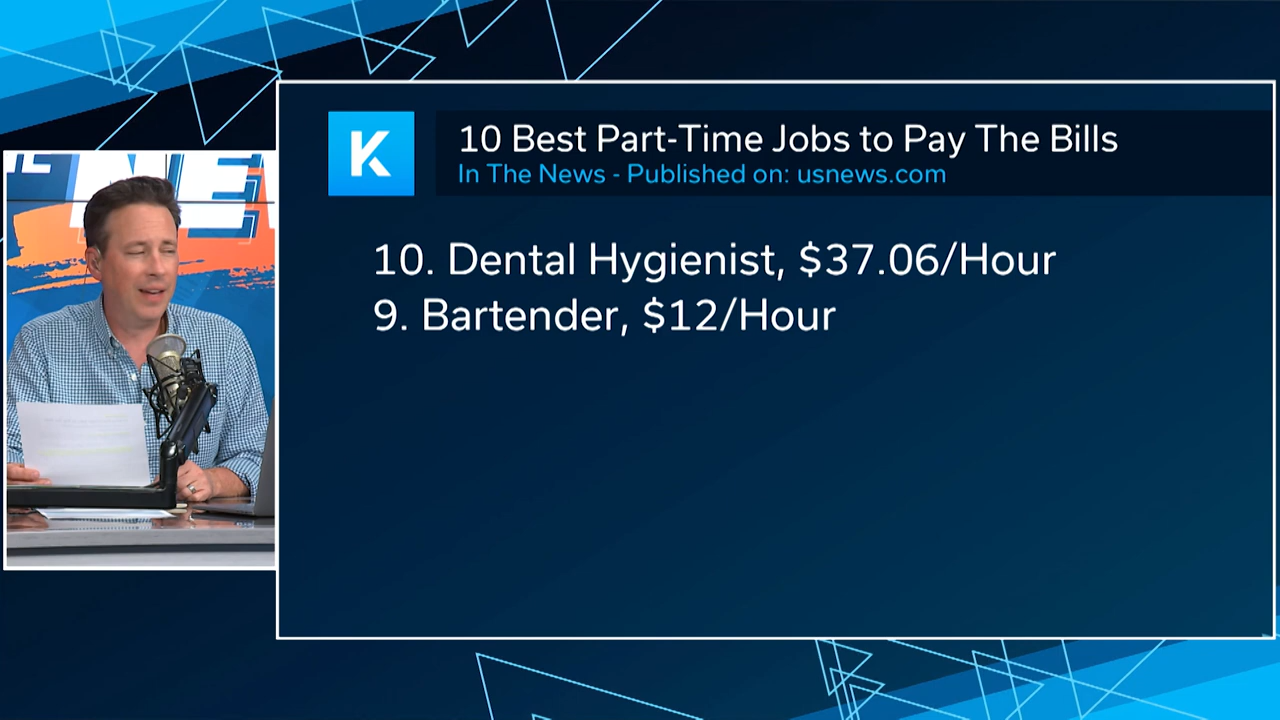 K
10 Best Part-Time Jobs to Pay The Bills
In The News - Published on: usnews.com
10. Dental Hygienist, $37.06/Hour
9. Bartender, $12/Hour